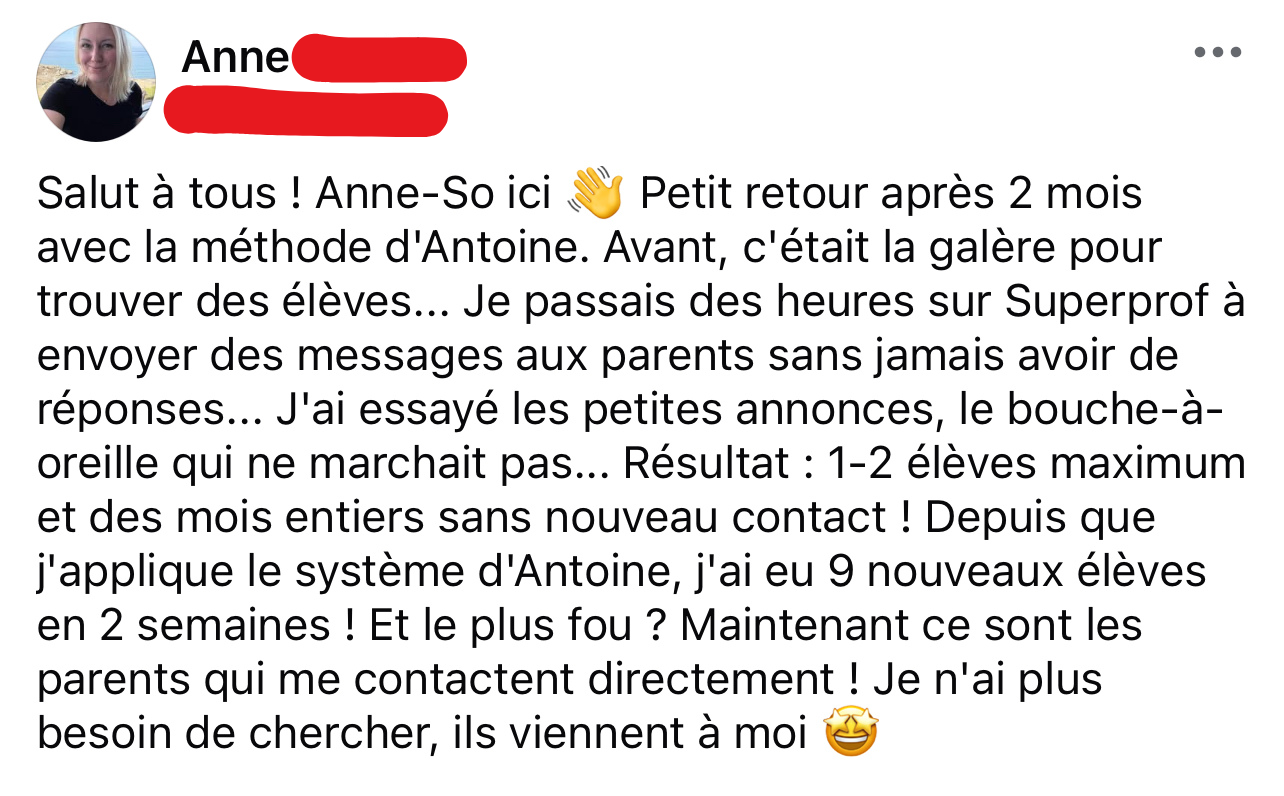 Anne
Salut à tous ! Anne-So ici 👋 Petit retour après 2 mois
avec la méthode d'Antoine. Avant, c'était la galère pour
trouver des élèves... Je passais des heures sur Superprof à
envoyer des messages aux parents sans jamais avoir de
réponses... J'ai essayé les petites annonces, le bouche-à-
oreille qui ne marchait pas... Résultat : 1-2 élèves maximum
et des mois entiers sans nouveau contact ! Depuis que
j'applique le système d'Antoine, j'ai eu 9 nouveaux élèves
en 2 semaines ! Et le plus fou ? Maintenant ce sont les
parents qui me contactent directement ! Je n'ai plus
besoin de chercher, ils viennent à moi 🤩